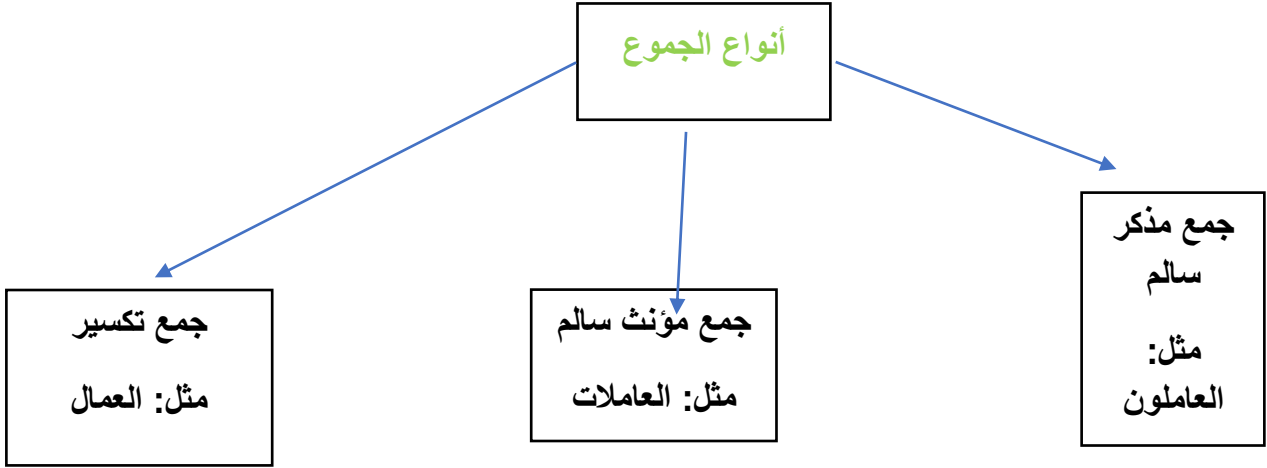 أنواع الجموع
جمع مذكر
سالم
مثل:
العاملون
جمع مؤنث سالم
مثل: العاملات
جمع تكسير
مثل: العمال